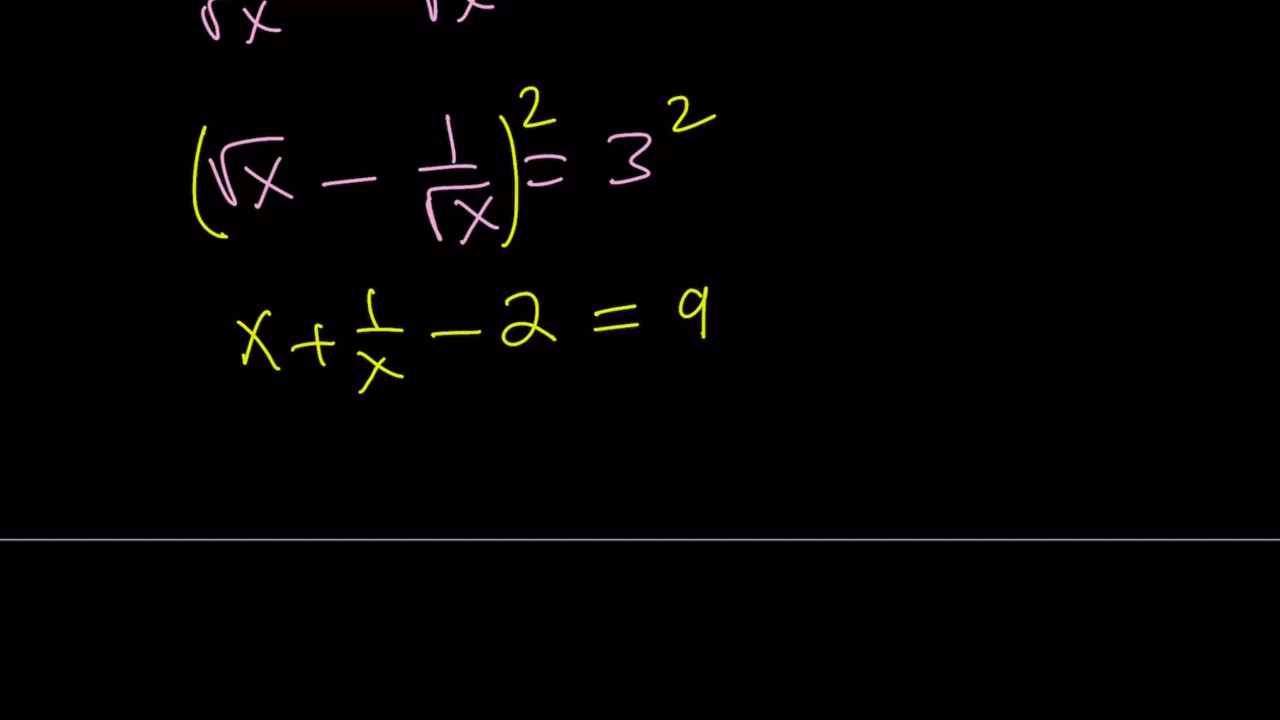 √x √x
(√x − 1/√x)² = 3²
x + 1/x − 2 = 9